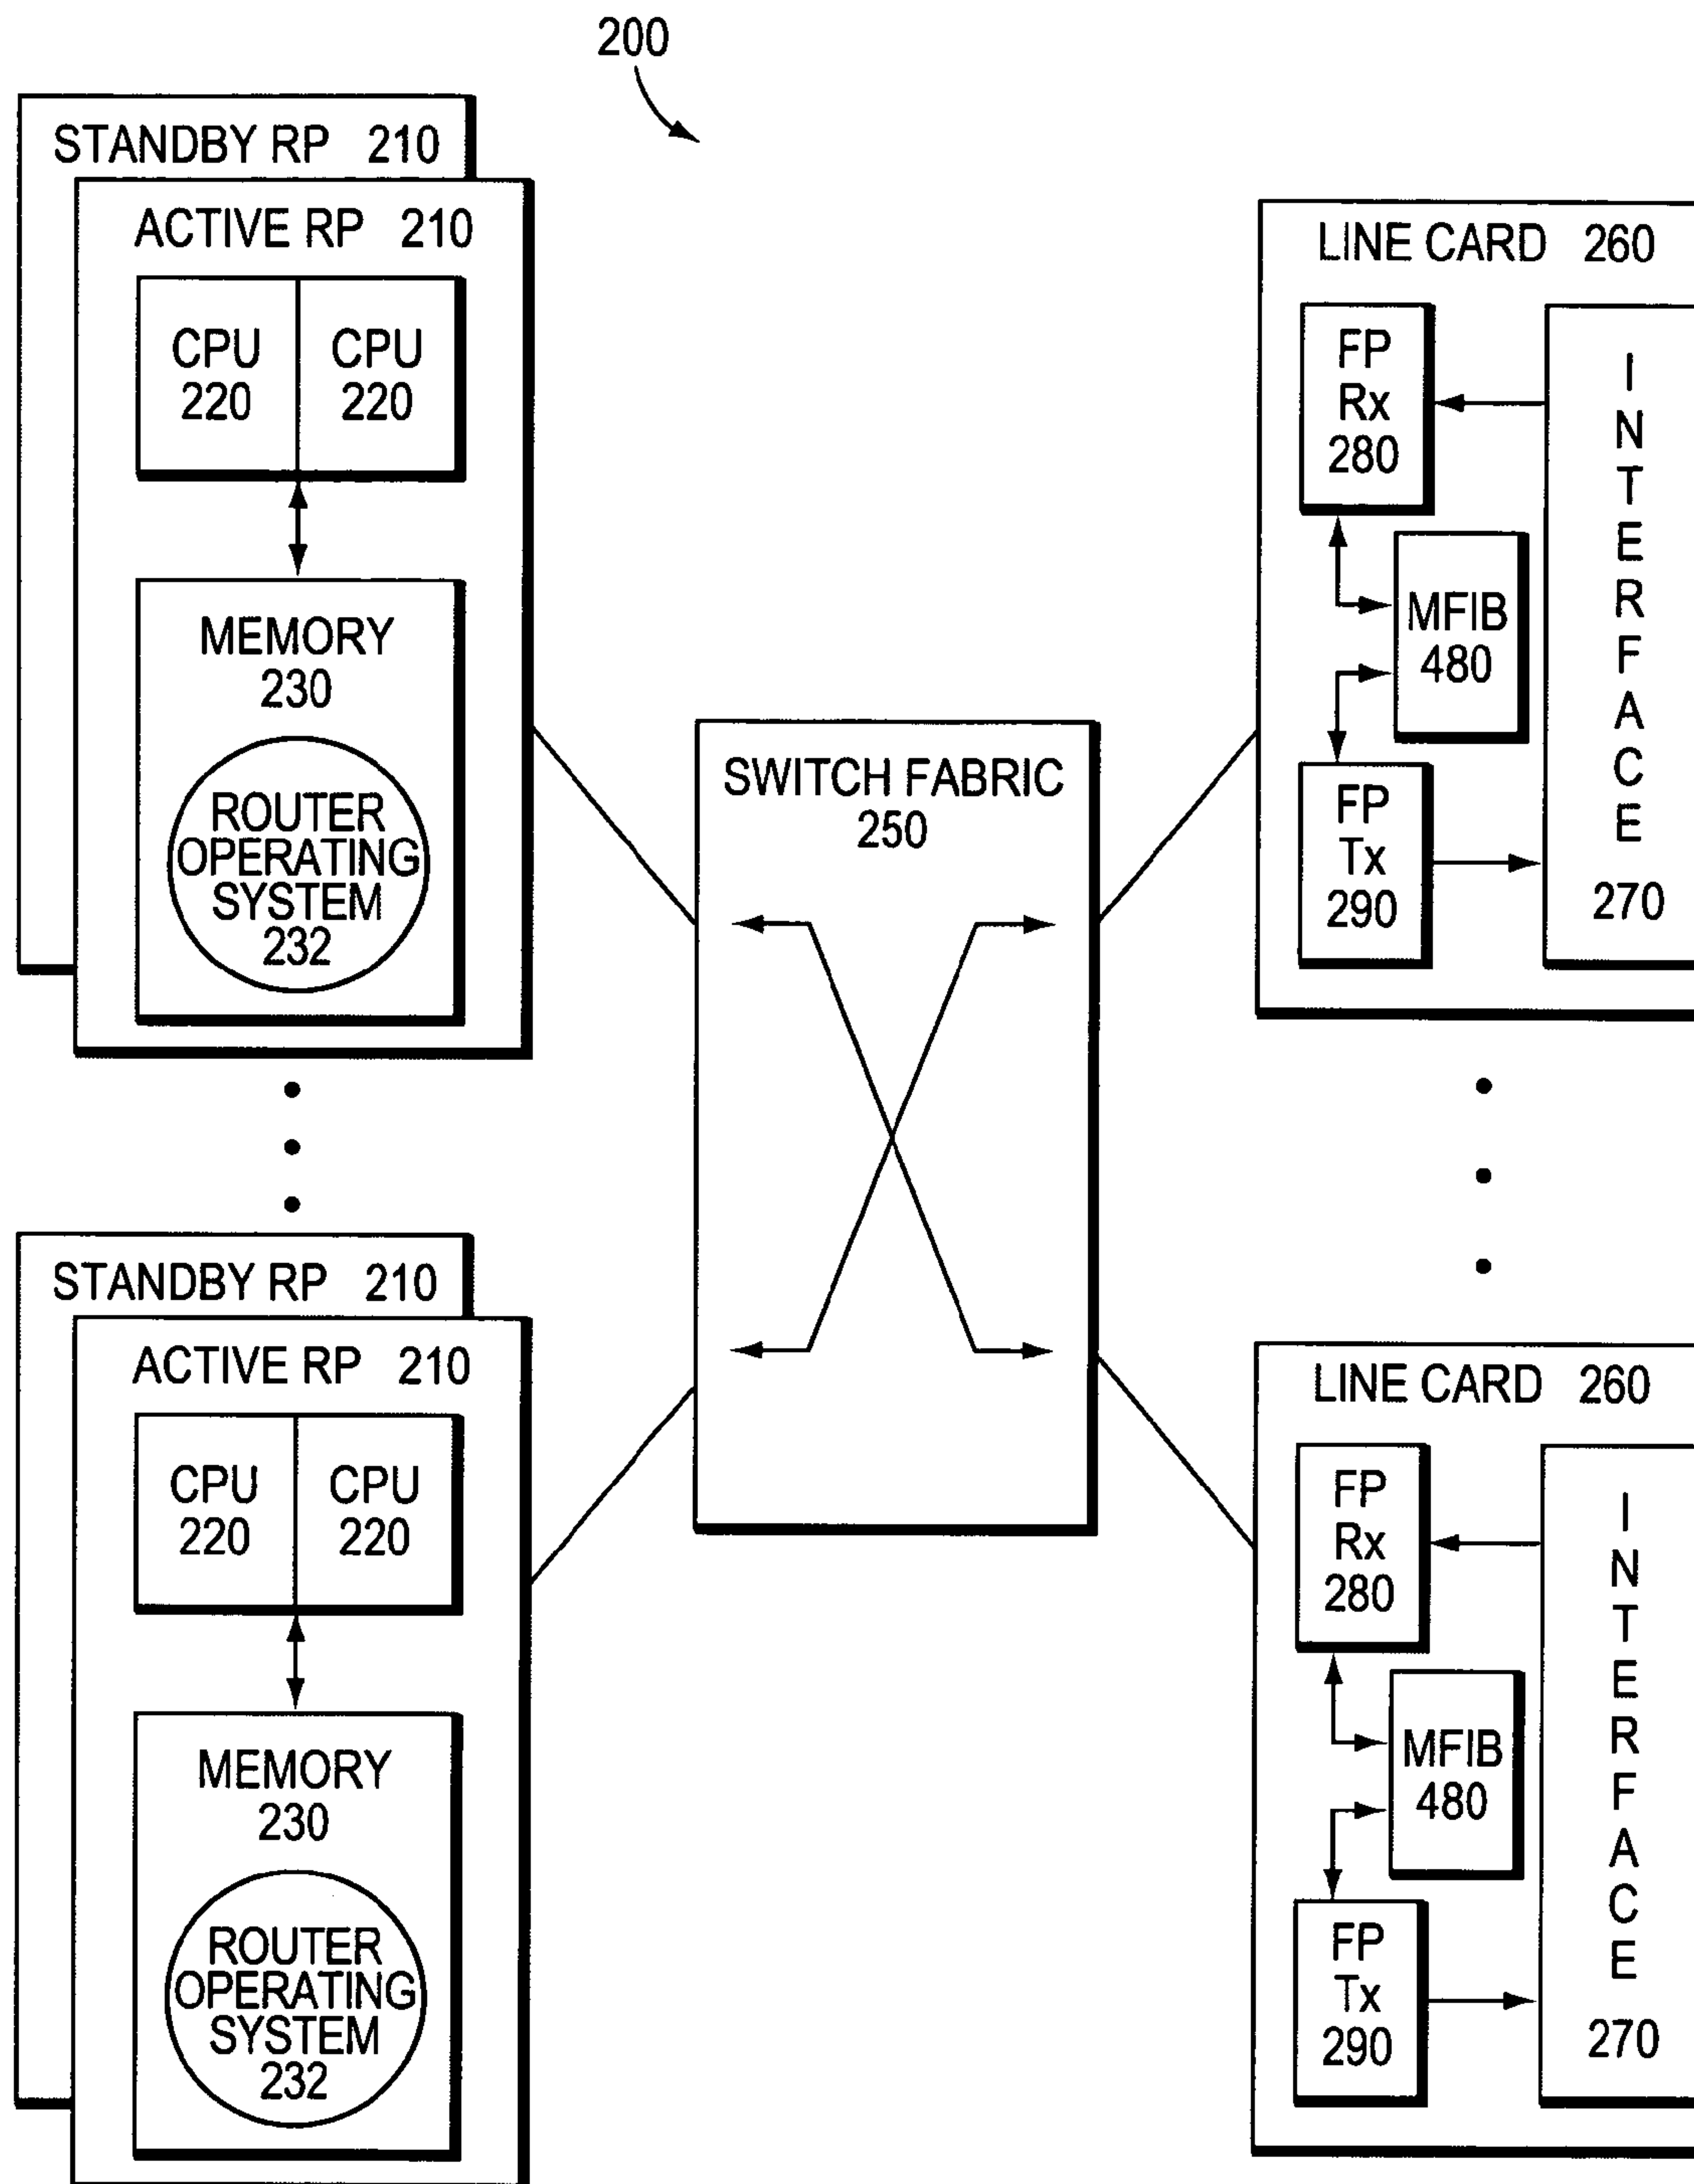 200
STANDBY RP 210
ACTIVE RP 210
CPU
220
CPU
220
MEMORY
230
ROUTER
OPERATING
SYSTEM
232
SWITCH FABRIC
250
LINE CARD 260
FP
Rx
280
MFIB
480
FP
Tx
290
INTERFACE
270
STANDBY RP 210
ACTIVE RP 210
CPU
220
CPU
220
MEMORY
230
ROUTER
OPERATING
SYSTEM
232
LINE CARD 260
FP
Rx
280
MFIB
480
FP
Tx
290
INTERFACE
270